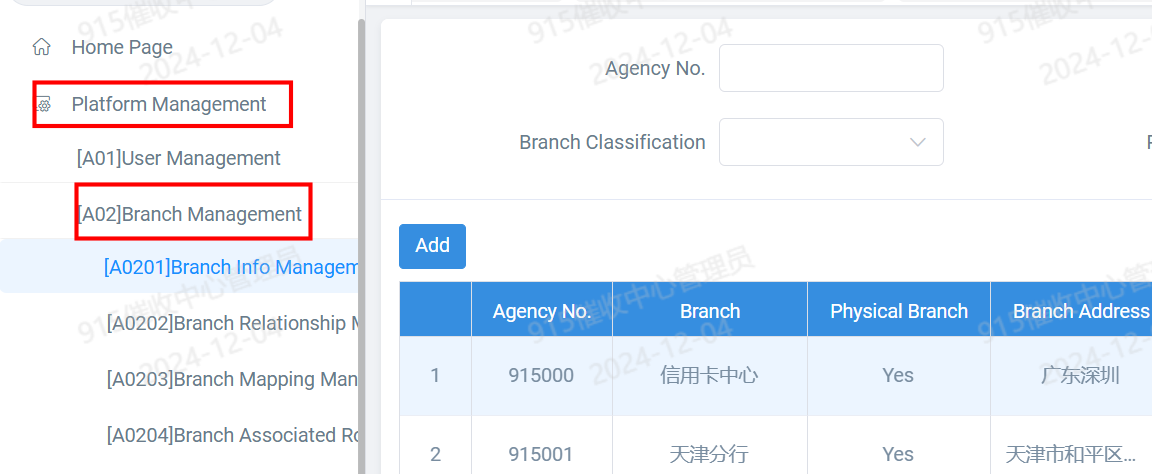 Home Page
Platform Management
[A01]User Management
[A02]Branch Management
[A0201]Branch Info Managem
[A0202]Branch Relationship M
[A0203]Branch Mapping Man
[A0204]Branch Associated Ro
Agency No.
Branch Classification
Add
Agency No. Branch Physical Branch Branch Address
1 915000 信用卡中心 Yes 广东深圳
2 915001 天津分行 Yes 天津市和平区...
915催收中心管理员
2024-12-04